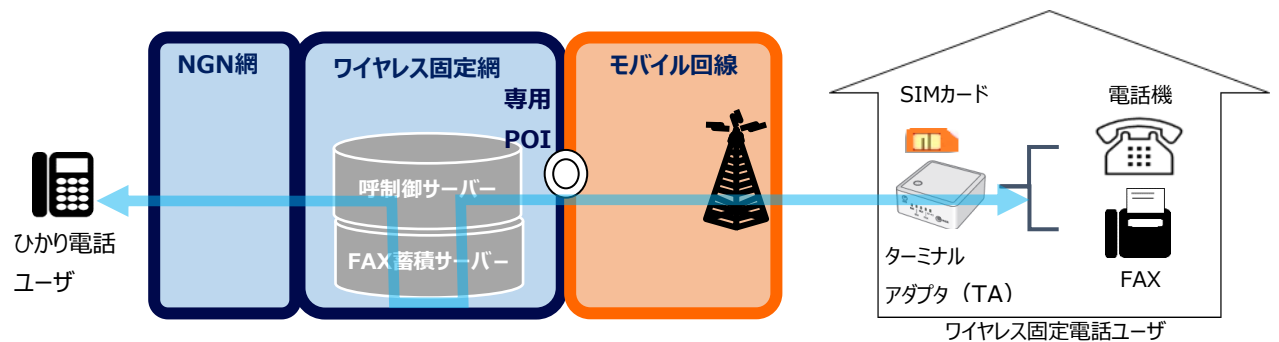 NGN網
ワイヤレス固定網
専用
POI
モバイル回線
呼制御サーバー
FAX蓄積サーバー
ひかり電話
ユーザ
SIMカード
電話機
ターミナル
アダプタ（TA）
FAX
ワイヤレス固定電話ユーザ